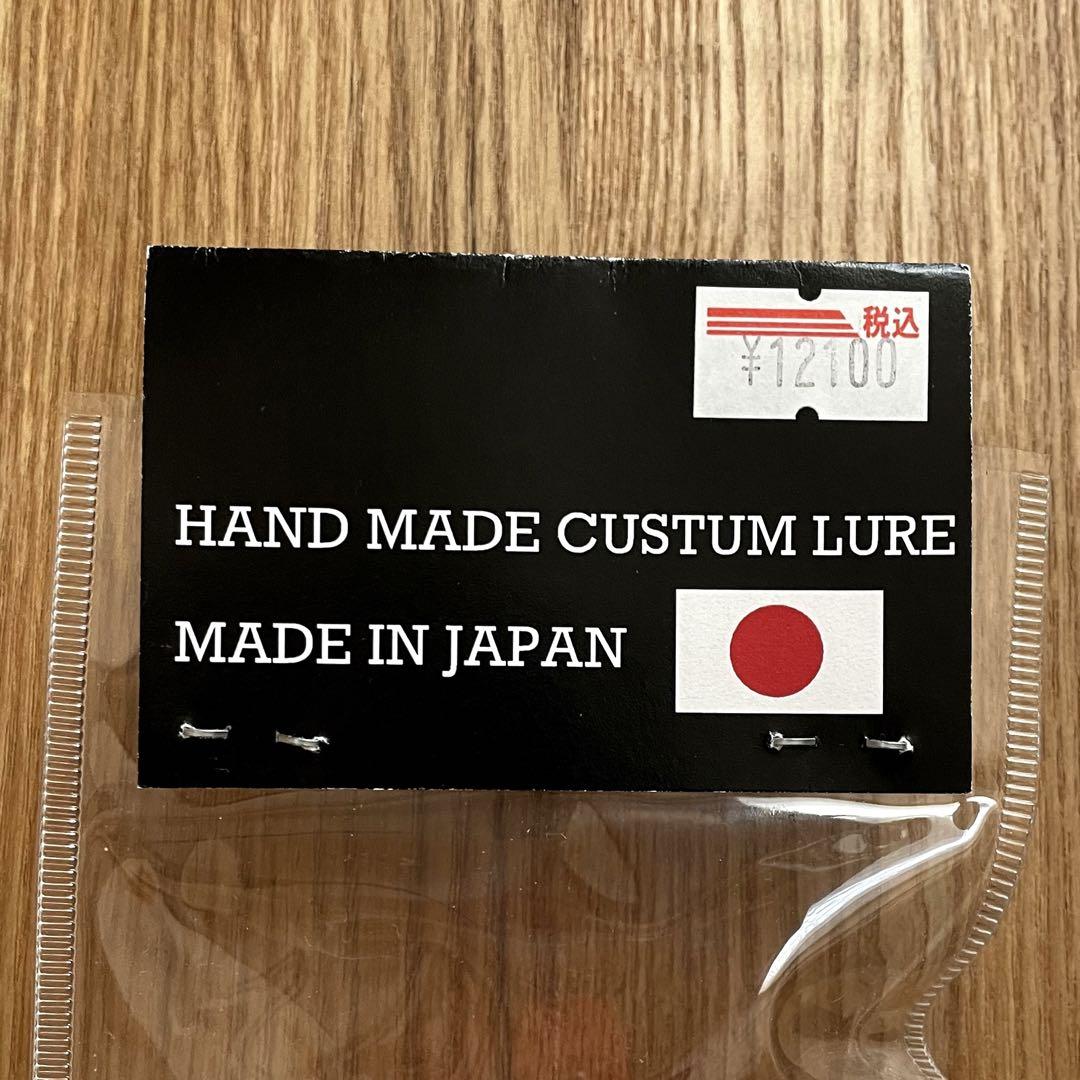 税込
¥12100
HAND MADE CUSTUM LURE
MADE IN JAPAN